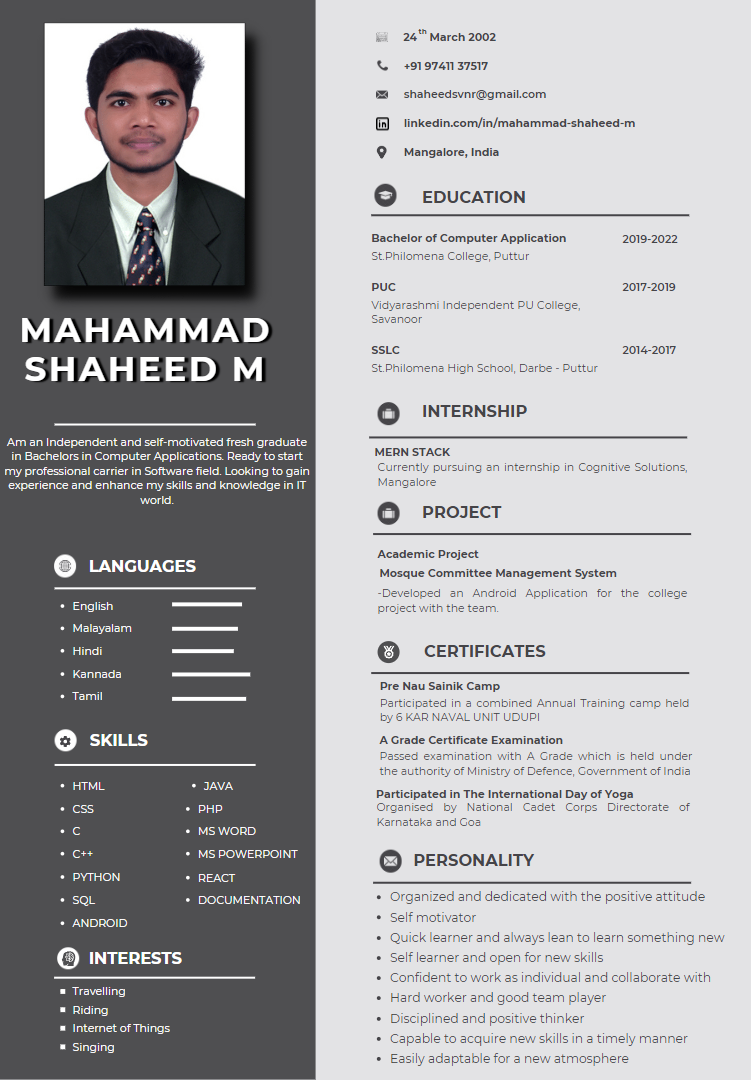 MAHAMMAD
SHAHEED M
Am an Independent and self-motivated fresh graduate
in Bachelors in Computer Applications. Ready to start
my professional carrier in Software field. Looking to gain
experience and enhance my skills and knowledge in IT
world.
LANGUAGES
English
Malayalam
Hindi
Kannada
Tamil
SKILLS
• HTML
• CSS
• C
• C++
• PYTHON
• SQL
• ANDROID
• JAVA
• PHP
• MS WORD
• MS POWERPOINT
• REACT
• DOCUMENTATION
INTERESTS
Travelling
Riding
Internet of Things
Singing
24th March 2002
+91 97411 37517
shaheedsvnr@gmail.com
linkedin.com/in/mahammad-shaheed-m
Mangalore, India
EDUCATION
Bachelor of Computer Application 2019-2022
St.Philomena College, Puttur
PUC 2017-2019
Vidyarashmi Independent PU College,
Savanoor
SSLC 2014-2017
St.Philomena High School, Darbe - Puttur
INTERNSHIP
MERN STACK
Currently pursuing an internship in Cognitive Solutions,
Mangalore
PROJECT
Academic Project
Mosque Committee Management System
-Developed an Android Application for the college
project with the team.
CERTIFICATES
Pre Nau Sainik Camp
Participated in a combined Annual Training camp held
by 6 KAR NAVAL UNIT UDUPI
A Grade Certificate Examination
Passed examination with A Grade which is held under
the authority of Ministry of Defence, Government of India
Participated in The International Day of Yoga
Organised by National Cadet Corps Directorate of
Karnataka and Goa
PERSONALITY
• Organized and dedicated with the positive attitude
• Self motivator
• Quick learner and always lean to learn something new
• Self learner and open for new skills
• Confident to work as individual and collaborate with
• Hard worker and good team player
• Disciplined and positive thinker
• Capable to acquire new skills in a timely manner
• Easily adaptable for a new atmosphere